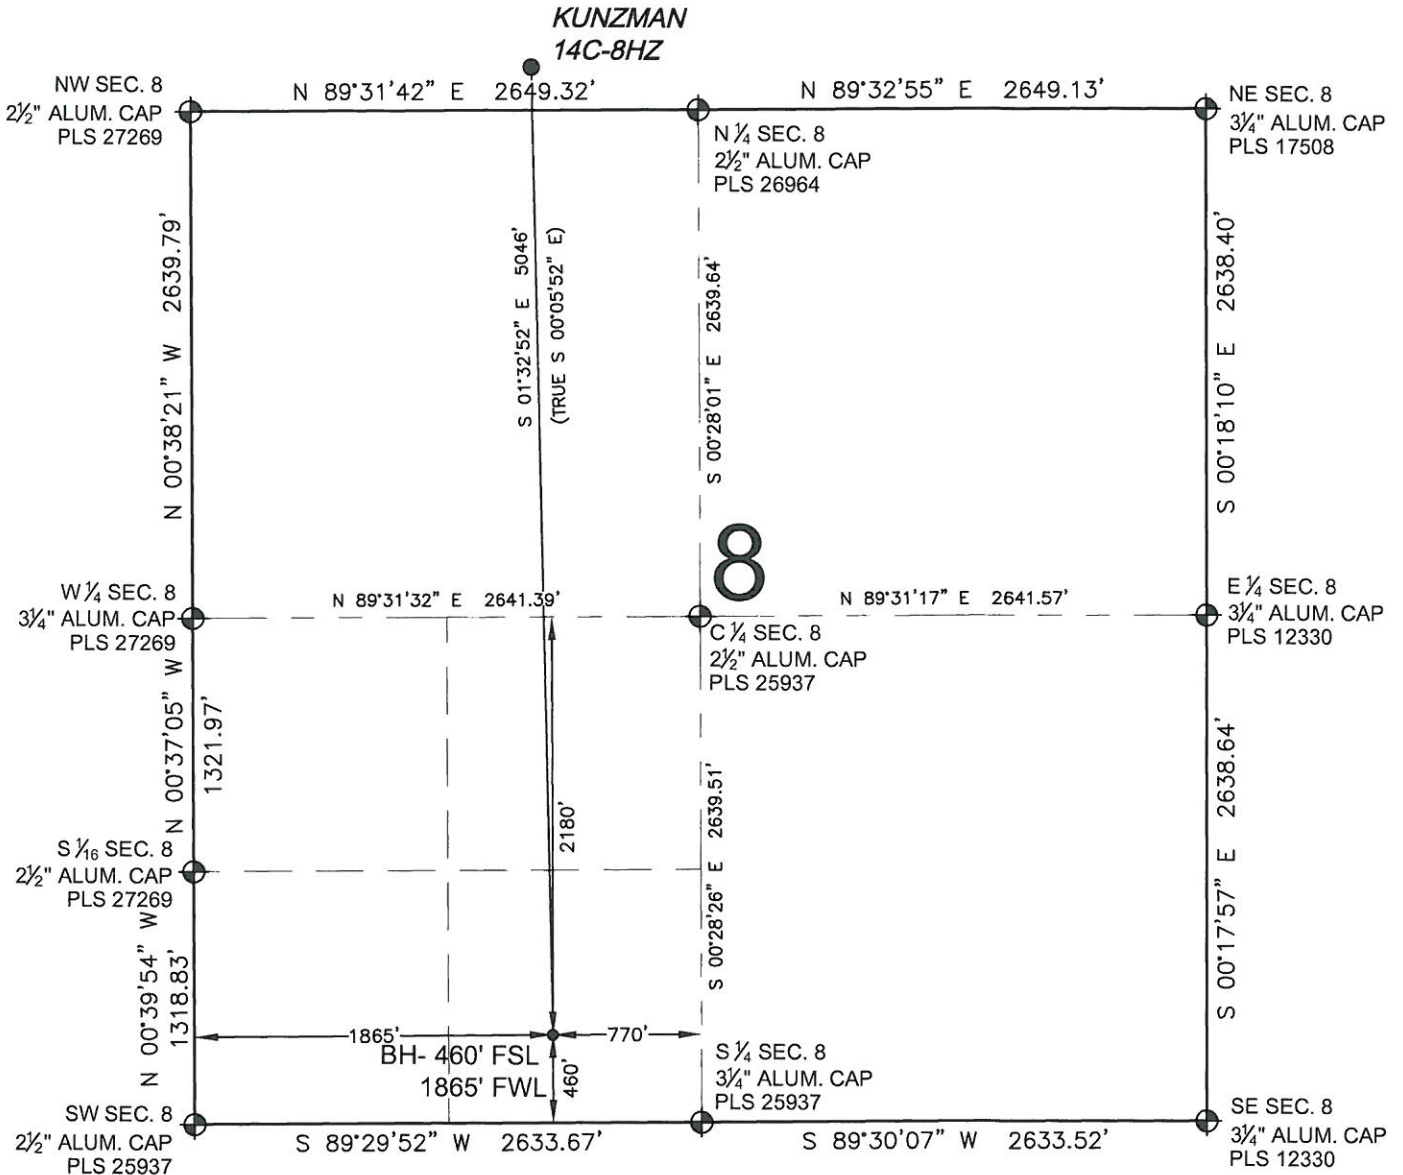 KUNZMAN
14C-8HZ
NW SEC. 8
2½" ALUM. CAP
PLS 27269
N 89°31'42" E 2649.32'
N 89°32'55" E 2649.13'
NE SEC. 8
3¼" ALUM. CAP
PLS 17508
N ¼ SEC. 8
2½" ALUM. CAP
PLS 26964
N 00°38'21" W 2639.79'
S 01°32'52" E 5046'
(TRUE S 00°05'52" E)
S 00°28'01" E 2639.64'
S 00°18'10" E 2638.40'
8
W ¼ SEC. 8
3¼" ALUM. CAP
PLS 27269
N 89°31'32" E 2641.39'
N 89°31'17" E 2641.57'
E ¼ SEC. 8
3¼" ALUM. CAP
PLS 12330
C ¼ SEC. 8
2½" ALUM. CAP
PLS 25937
N 00°37'05" W
1321.97'
2180'
S 00°28'26" E 2639.51'
S 00°17'57" E 2638.64'
S 1/16 SEC. 8
2½" ALUM. CAP
PLS 27269
N 00°39'54" W
1318.83'
1865'
770'
BH- 460' FSL
1865' FWL
460'
S ¼ SEC. 8
3¼" ALUM. CAP
PLS 25937
SW SEC. 8
2½" ALUM. CAP
PLS 25937
S 89°29'52" W 2633.67'
S 89°30'07" W 2633.52'
SE SEC. 8
3¼" ALUM. CAP
PLS 12330